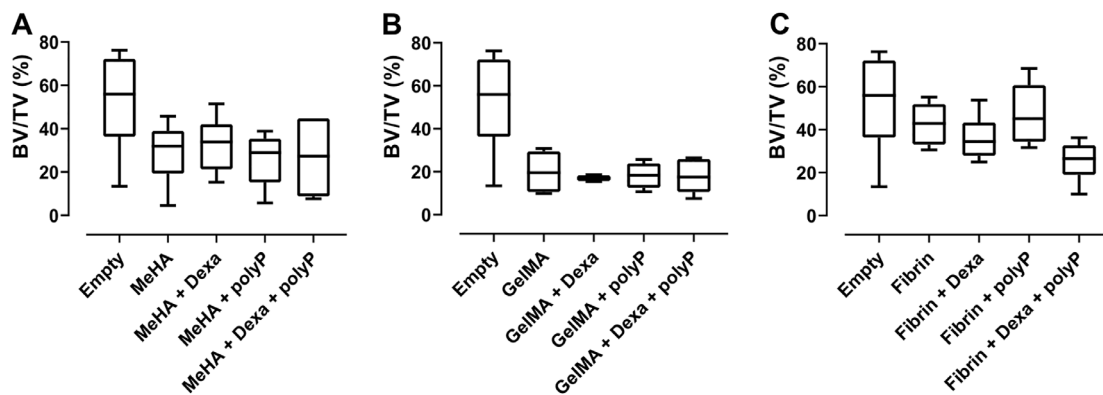 A
BV/TV (%)
80
60
40
20
0
Empty
MeHA
MeHA + Dexa
MeHA + polyP
MeHA + Dexa + polyP
B
BV/TV (%)
80
60
40
20
0
Empty
GelMA
GelMA + Dexa
GelMA + polyP
GelMA + Dexa + polyP
C
BV/TV (%)
80
60
40
20
0
Empty
Fibrin
Fibrin + Dexa
Fibrin + polyP
Fibrin + Dexa + polyP